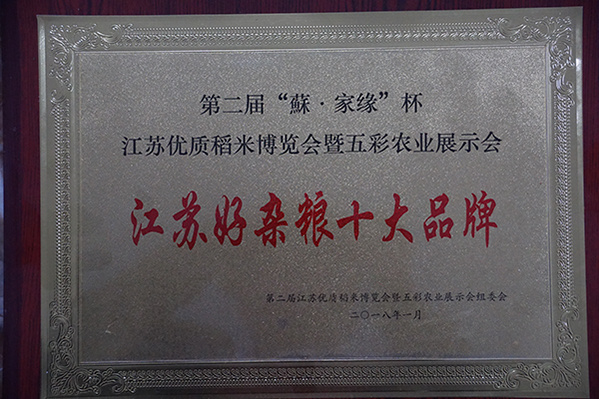 第二届“蘇·家缘”杯
江苏优质稻米博览会暨五彩农业展示会
江苏好杂粮十大品牌
第二届江苏优质稻米博览会暨五彩农业展示会组委会
二〇一八年一月